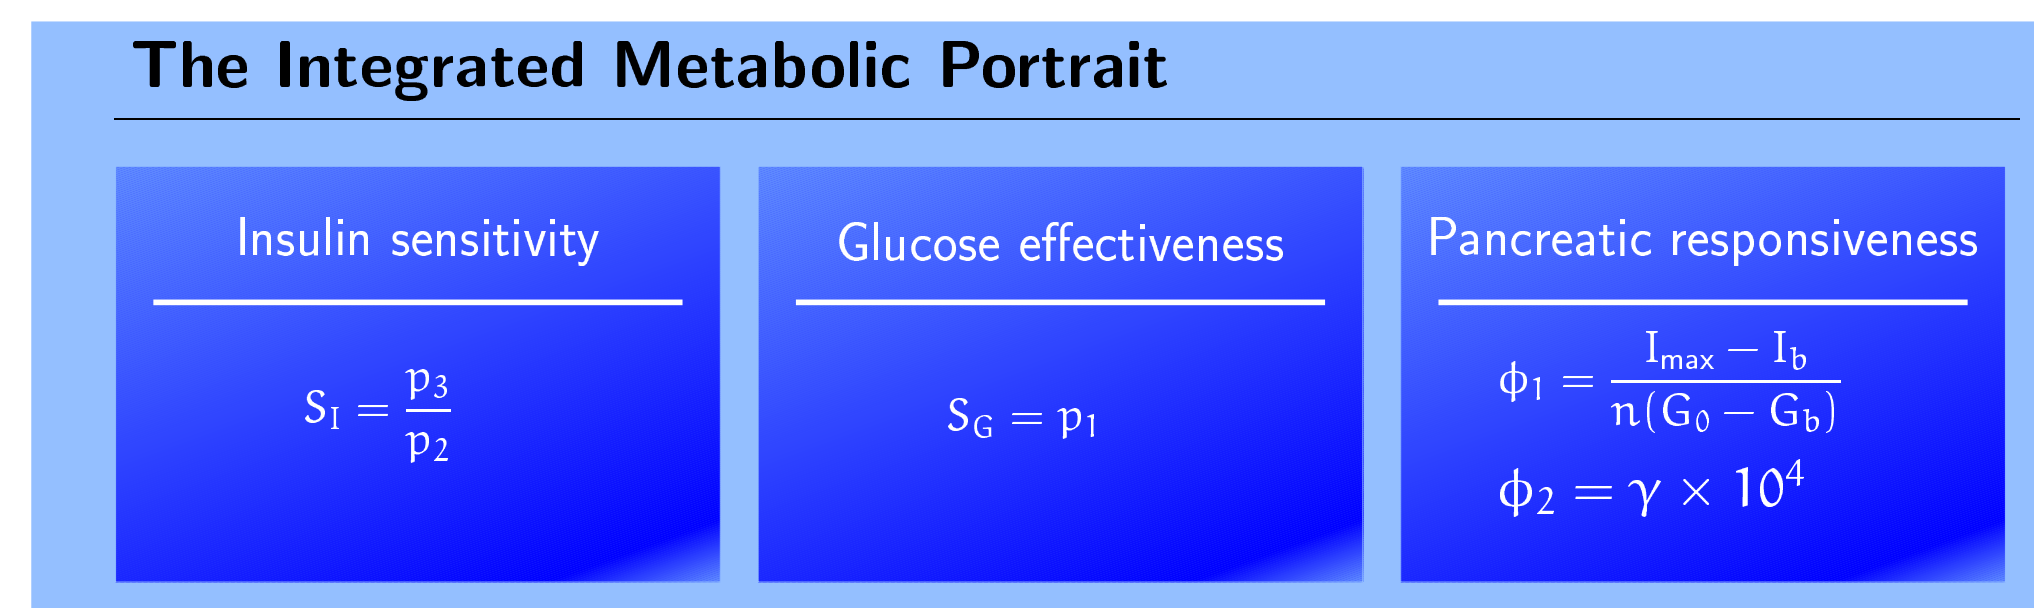 The Integrated Metabolic Portrait
Insulin sensitivity
S_I = p_3 / p_2
Glucose effectiveness
S_G = p_1
Pancreatic responsiveness
ϕ_1 = (I_max − I_b) / (n(G_0 − G_b))
ϕ_2 = γ × 10^4